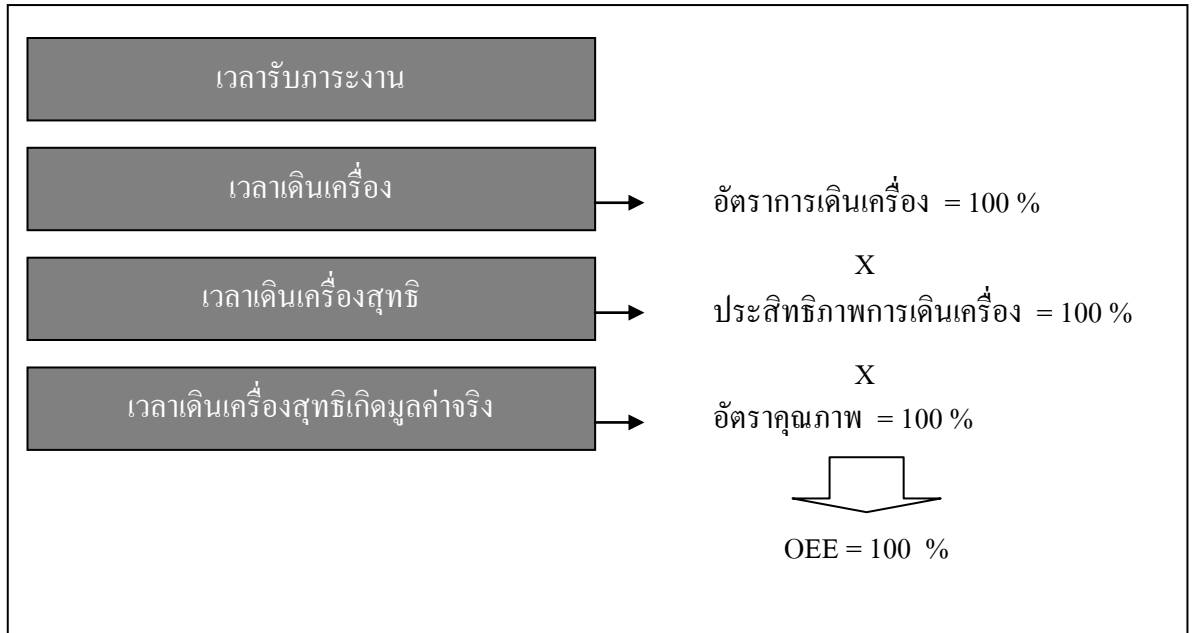 เวลารับภาระงาน
เวลาเดินเครื่อง
อัตราการเดินเครื่อง = 100 %
X
เวลาเดินเครื่องสุทธิ
ประสิทธิภาพการเดินเครื่อง = 100 %
X
เวลาเดินเครื่องสุทธิเกิดมูลค่าจริง
อัตราคุณภาพ = 100 %
OEE = 100 %